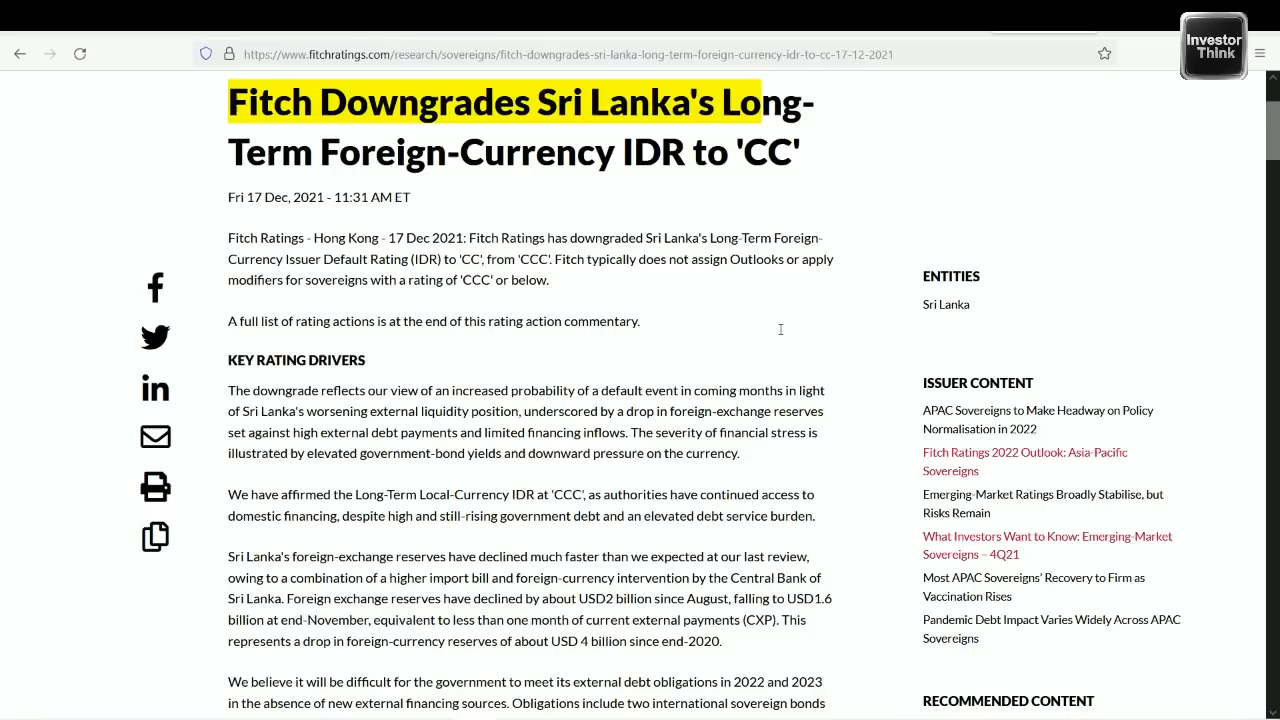 Investor
Think
https://www.fitchratings.com/research/sovereigns/fitch-downgrades-sri-lanka-long-term-foreign-currency-idr-to-cc-17-12-2021
Fitch Downgrades Sri Lanka's Long-
Term Foreign-Currency IDR to 'CC'
Fri 17 Dec, 2021 - 11:31 AM ET
Fitch Ratings - Hong Kong - 17 Dec 2021: Fitch Ratings has downgraded Sri Lanka's Long-Term Foreign-
Currency Issuer Default Rating (IDR) to 'CC', from 'CCC'. Fitch typically does not assign Outlooks or apply
modifiers for sovereigns with a rating of 'CCC' or below.
A full list of rating actions is at the end of this rating action commentary.
KEY RATING DRIVERS
The downgrade reflects our view of an increased probability of a default event in coming months in light
of Sri Lanka's worsening external liquidity position, underscored by a drop in foreign-exchange reserves
set against high external debt payments and limited financing inflows. The severity of financial stress is
illustrated by elevated government-bond yields and downward pressure on the currency.
We have affirmed the Long-Term Local-Currency IDR at 'CCC', as authorities have continued access to
domestic financing, despite high and still-rising government debt and an elevated debt service burden.
Sri Lanka's foreign-exchange reserves have declined much faster than we expected at our last review,
owing to a combination of a higher import bill and foreign-currency intervention by the Central Bank of
Sri Lanka. Foreign exchange reserves have declined by about USD2 billion since August, falling to USD1.6
billion at end-November, equivalent to less than one month of current external payments (CXP). This
represents a drop in foreign-currency reserves of about USD 4 billion since end-2020.
We believe it will be difficult for the government to meet its external debt obligations in 2022 and 2023
in the absence of new external financing sources. Obligations include two international sovereign bonds
ENTITIES
Sri Lanka
ISSUER CONTENT
APAC Sovereigns to Make Headway on Policy
Normalisation in 2022
Fitch Ratings 2022 Outlook: Asia-Pacific
Sovereigns
Emerging-Market Ratings Broadly Stabilise, but
Risks Remain
What Investors Want to Know: Emerging-Market
Sovereigns – 4Q21
Most APAC Sovereigns' Recovery to Firm as
Vaccination Rises
Pandemic Debt Impact Varies Widely Across APAC
Sovereigns
RECOMMENDED CONTENT